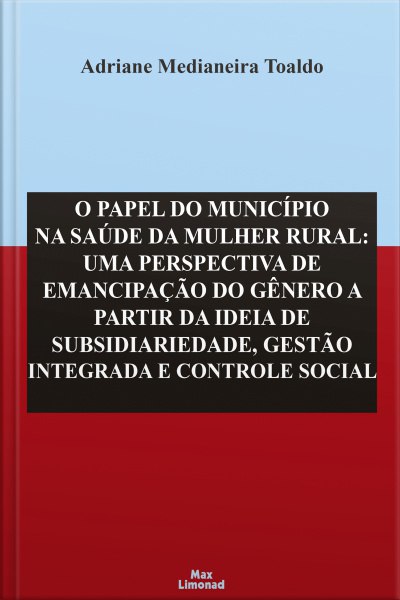 Adriane Medianeira Toaldo
O PAPEL DO MUNICÍPIO
NA SAÚDE DA MULHER RURAL:
UMA PERSPECTIVA DE
EMANCIPAÇÃO DO GÊNERO A
PARTIR DA IDEIA DE
SUBSIDIARIEDADE, GESTÃO
INTEGRADA E CONTROLE SOCIAL
Max
Limonad